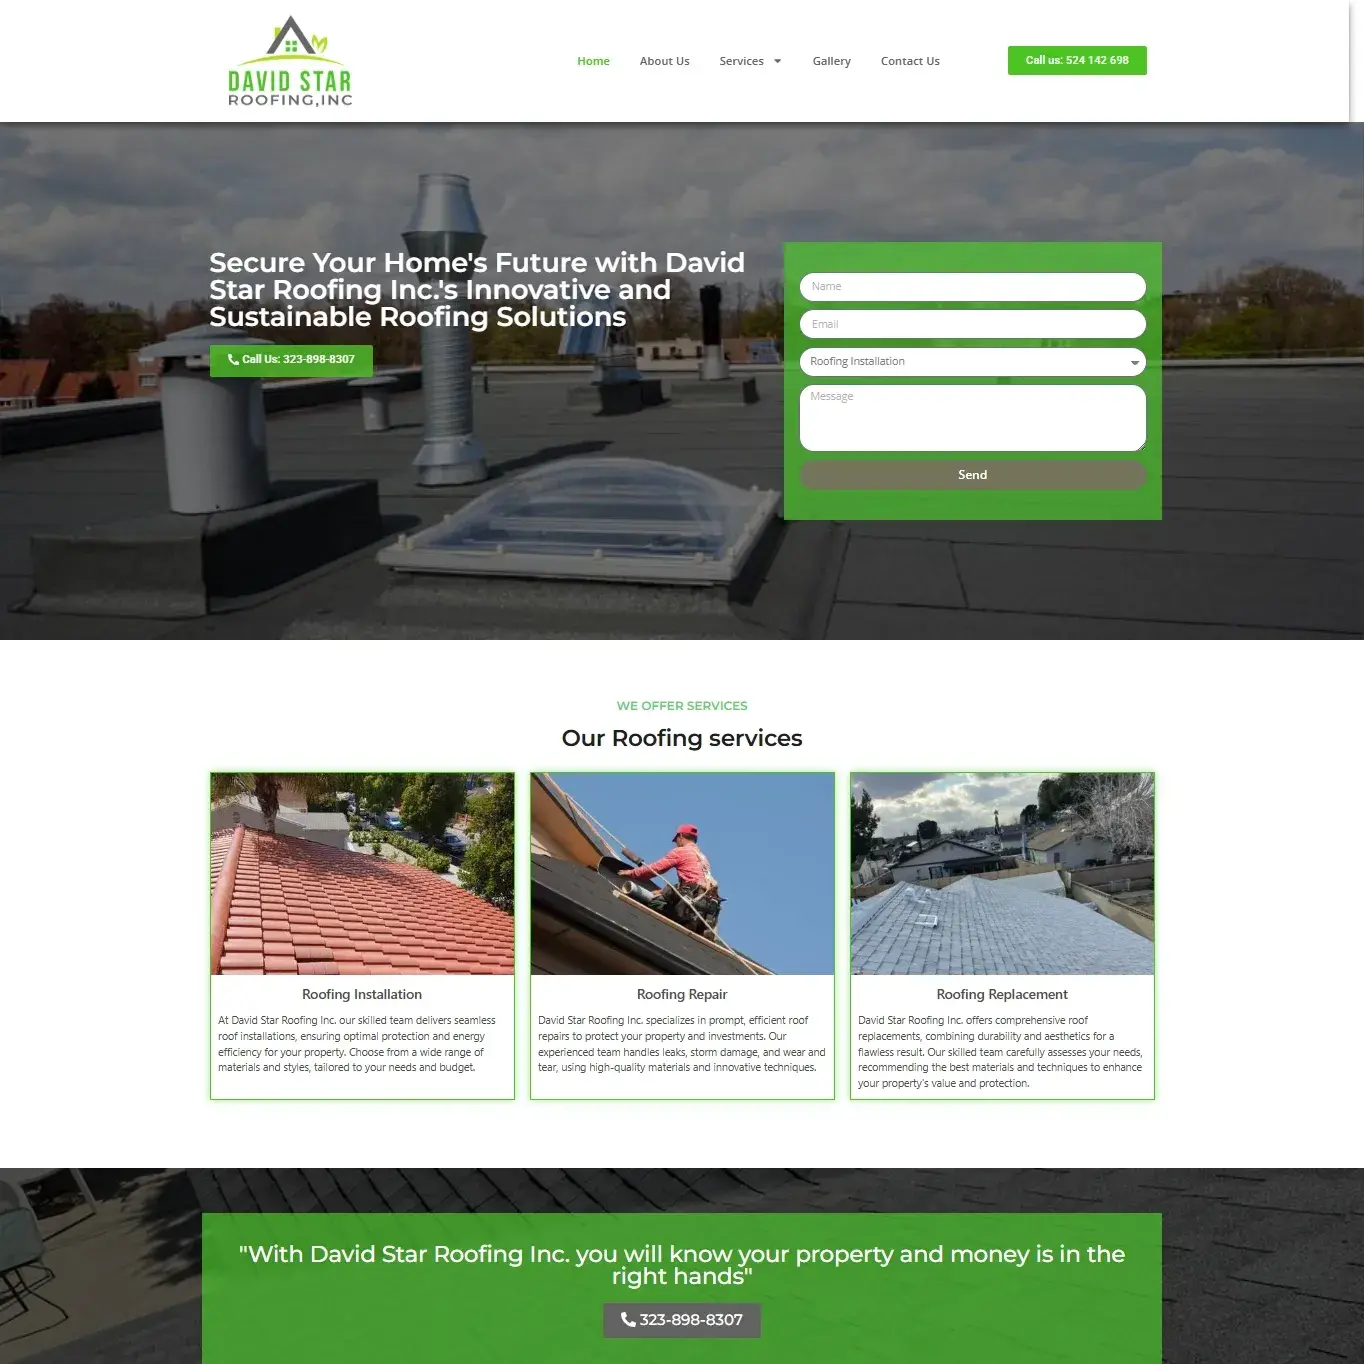 DAVID STAR
ROOFING,INC
Home
About Us
Services
Gallery
Contact Us
Call us: 524 142 698
Secure Your Home's Future with David
Star Roofing Inc.'s Innovative and
Sustainable Roofing Solutions
Call Us: 323-898-8307
Name
Email
Roofing Installation
Message
Send
WE OFFER SERVICES
Our Roofing services
Roofing Installation
At David Star Roofing Inc. our skilled team delivers seamless
roof installations, ensuring optimal protection and energy
efficiency for your property. Choose from a wide range of
materials and styles, tailored to your needs and budget.
Roofing Repair
David Star Roofing Inc. specializes in prompt, efficient roof
repairs to protect your property and investments. Our
experienced team handles leaks, storm damage, and wear and
tear, using high-quality materials and innovative techniques.
Roofing Replacement
David Star Roofing Inc. offers comprehensive roof
replacements, combining durability and aesthetics for a
flawless result. Our skilled team carefully assesses your needs,
recommending the best materials and techniques to enhance
your property's value and protection.
"With David Star Roofing Inc. you will know your property and money is in the
right hands"
323-898-8307